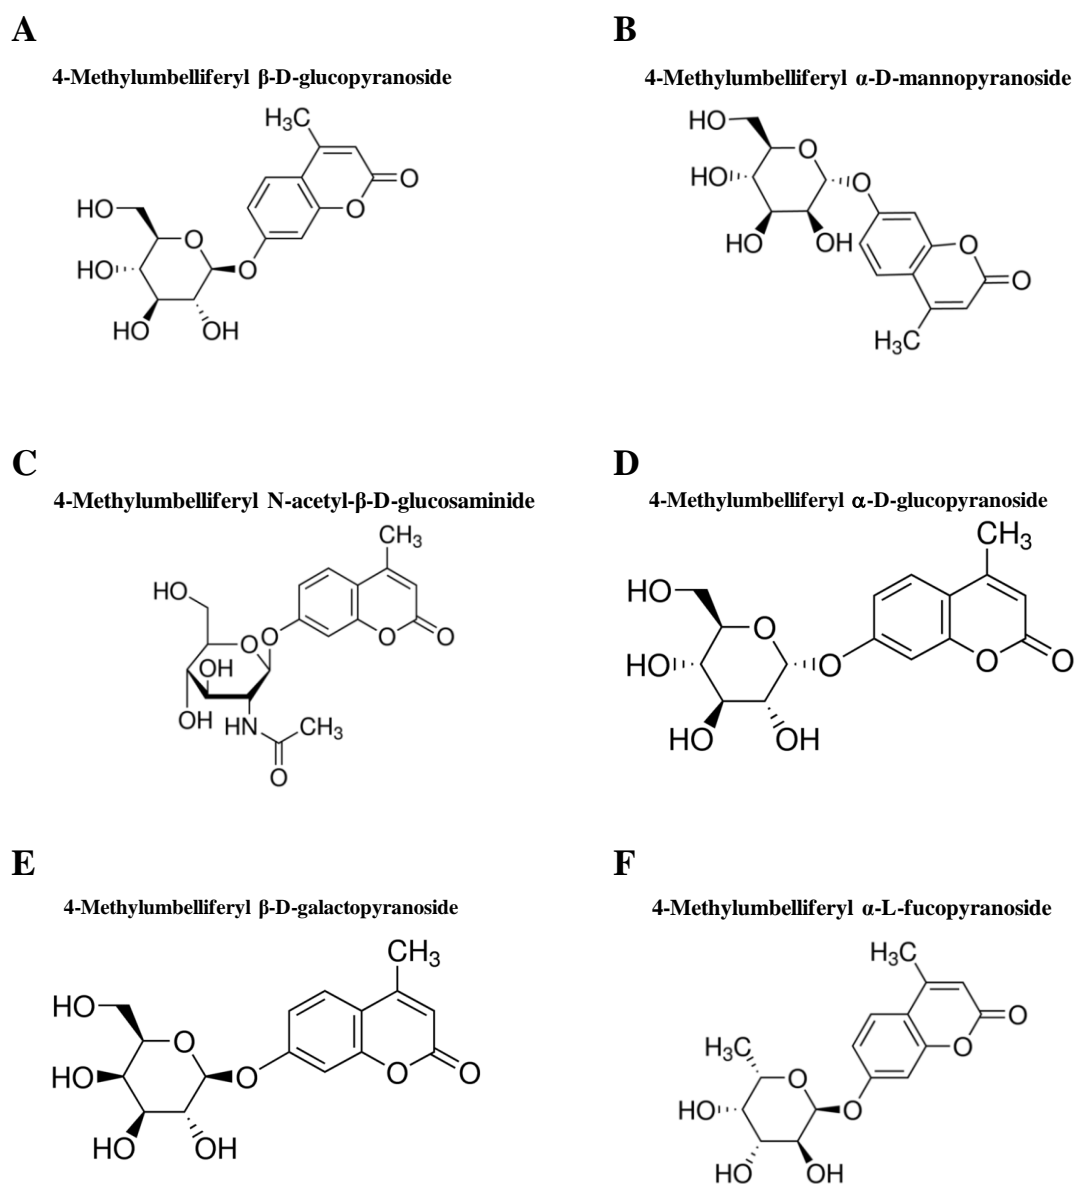 A
4-Methylumbelliferyl β-D-glucopyranoside
H₃C
O
O
HO
O
HO
O
HO
OH
B
4-Methylumbelliferyl α-D-mannopyranoside
HO
O
HO
O
HO
OH
O
O
H₃C
C
4-Methylumbelliferyl N-acetyl-β-D-glucosaminide
CH₃
HO
O
O
O
O
OH
OH
HN
CH₃
O
D
4-Methylumbelliferyl α-D-glucopyranoside
CH₃
HO
O
HO
O
O
O
HO
OH
E
4-Methylumbelliferyl β-D-galactopyranoside
CH₃
HO
O
HO
O
O
O
HO
OH
F
4-Methylumbelliferyl α-L-fucopyranoside
H₃C
O
O
H₃C
O
HO
O
HO
OH